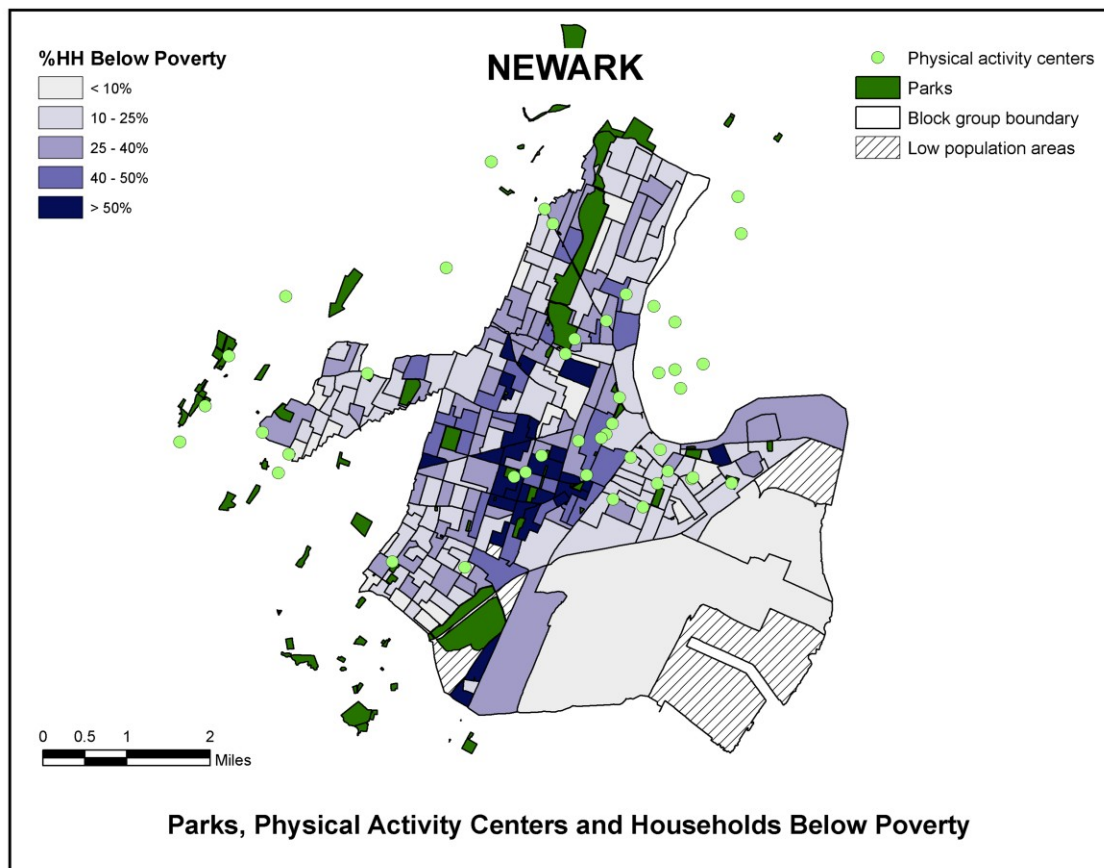 NEWARK
%HH Below Poverty
< 10%
10 - 25%
25 - 40%
40 - 50%
> 50%
Physical activity centers
Parks
Block group boundary
Low population areas
0 0.5 1 2
Miles
Parks, Physical Activity Centers and Households Below Poverty